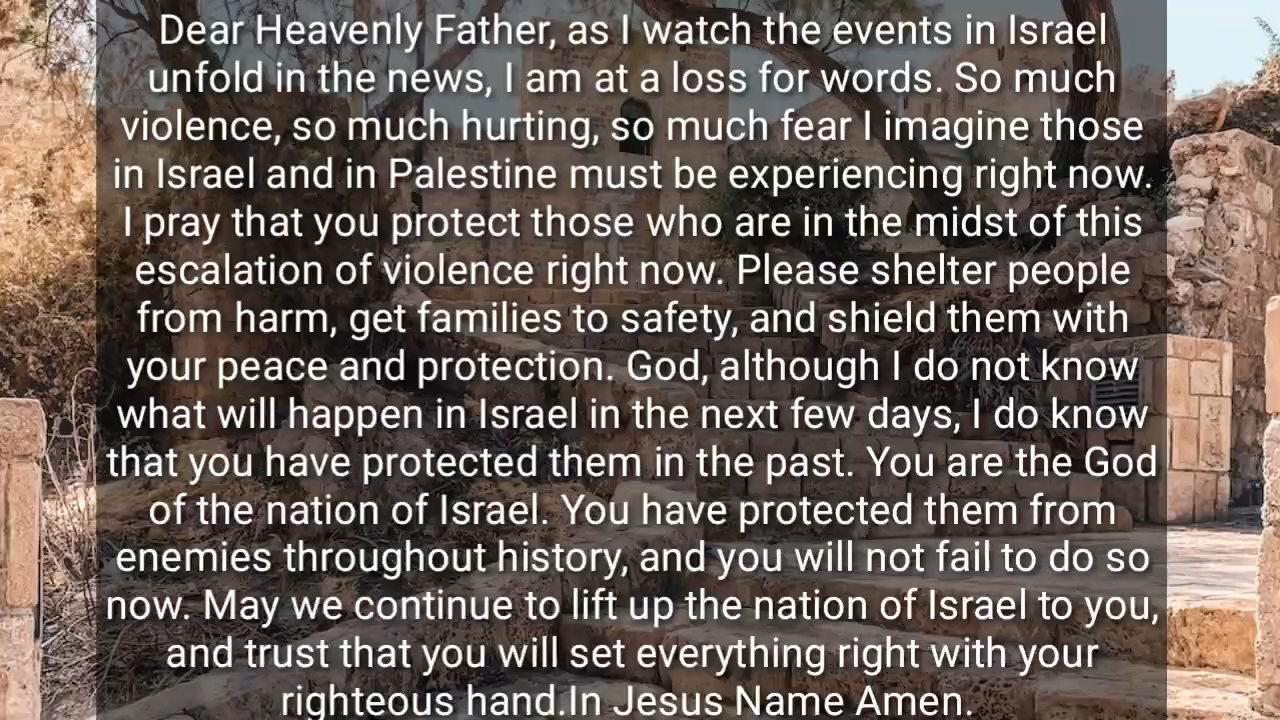 Dear Heavenly Father, as I watch the events in Israel
unfold in the news, I am at a loss for words. So much
violence, so much hurting, so much fear I imagine those
in Israel and in Palestine must be experiencing right now.
I pray that you protect those who are in the midst of this
escalation of violence right now. Please shelter people
from harm, get families to safety, and shield them with
your peace and protection. God, although I do not know
what will happen in Israel in the next few days, I do know
that you have protected them in the past. You are the God
of the nation of Israel. You have protected them from
enemies throughout history, and you will not fail to do so
now. May we continue to lift up the nation of Israel to you,
and trust that you will set everything right with your
righteous hand.In Jesus Name Amen.